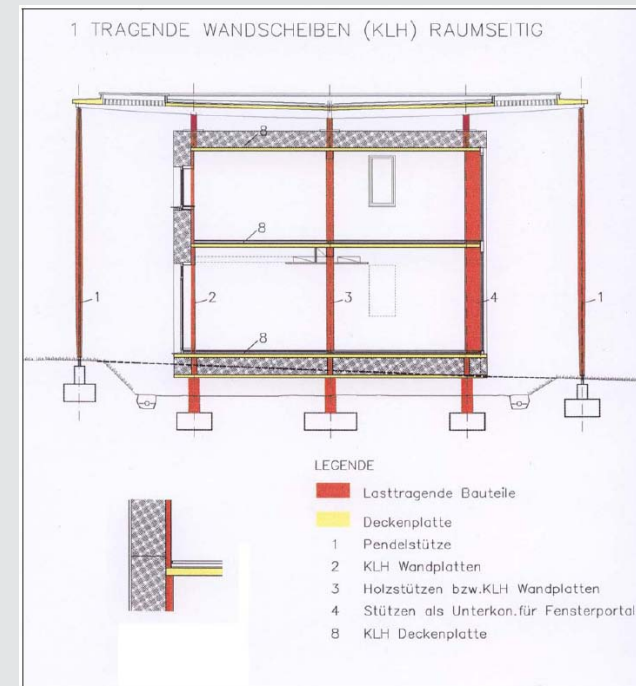 1 TRAGENDE WANDSCHEIBEN (KLH) RAUMSEITIG
8
8
1
2
3
4
1
8
LEGENDE
Lasttragende Bauteile
Deckenplatte
1 Pendelstütze
2 KLH Wandplatten
3 Holzstützen bzw.KLH Wandplatten
4 Stützen als Unterkon.für Fensterportal
8 KLH Deckenplatte